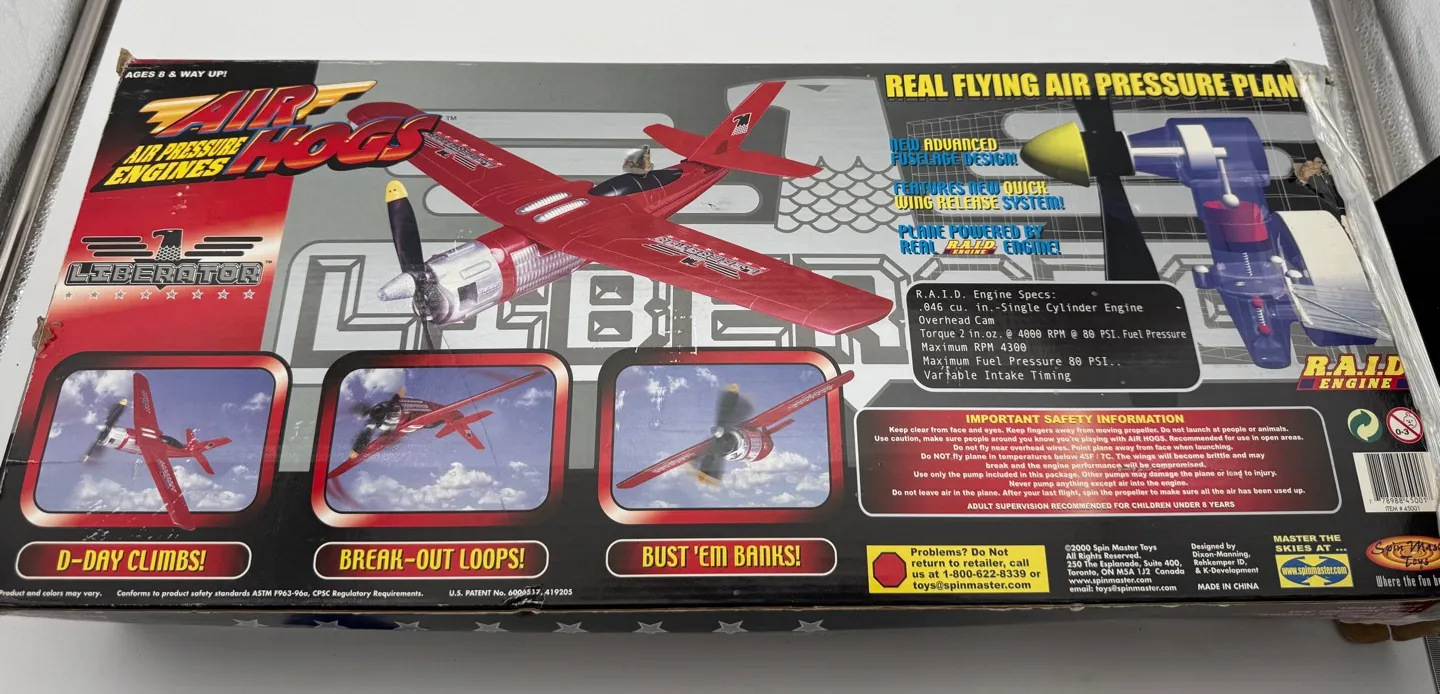 AGES 8 & WAY UP!
AIR HOGS™
AIR PRESSURE
ENGINES
LIBERATOR™
REAL FLYING AIR PRESSURE PLAN
NEW ADVANCED
FUSELAGE DESIGN!
FEATURES NEW QUICK
WING RELEASE SYSTEM!
PLANE POWERED BY
REAL R.A.I.D. ENGINE!
R.A.I.D. Engine Specs:
.046 cu. in.-Single Cylinder Engine
Overhead Cam
Torque 2 in.oz. @ 4000 RPM @ 80 PSI. Fuel Pressure
Maximum RPM 4300
Maximum Fuel Pressure 80 PSI..
Variable Intake Timing
R.A.I.D
ENGINE
LIBER
D-DAY CLIMBS!
BREAK-OUT LOOPS!
BUST 'EM BANKS!
IMPORTANT SAFETY INFORMATION
Keep clear from face and eyes. Keep fingers away from moving propeller. Do not launch at people or animals.
Use caution, make sure people around you know you're playing with AIR HOGS. Recommended for use in open areas.
Do not fly near overhead wires. Point plane away from face when launching.
Do NOT fly plane in temperatures below 45F / 7C. The wings will become brittle and may
break and the engine performance will be compromised.
Use only the pump included in this package. Other pumps may damage the plane or lead to injury.
Never pump anything except air into the engine.
Do not leave air in the plane. After your last flight, spin the propeller to make sure all the air has been used up.
ADULT SUPERVISION RECOMMENDED FOR CHILDREN UNDER 8 YEARS
0-3
78988 45001
ITEM # 45001
Problems? Do Not
return to retailer, call
us at 1-800-622-8339 or
toys@spinmaster.com
©2000 Spin Master Toys
All Rights Reserved.
250 The Esplanade, Suite 400,
Toronto, ON M5A 1J2 Canada
www.spinmaster.com
email: toys@spinmaster.com
Designed by
Dixon-Manning,
Rehkemper ID,
& K-Development
MADE IN CHINA
MASTER THE
SKIES AT ...
www.spinmaster.com
Spin Mas
Toys
Where the fun b
Product and colors may vary. Conforms to product safety standards ASTM F963-96a, CPSC Regulatory Requirements. U.S. PATENT No. 6006517, 419205